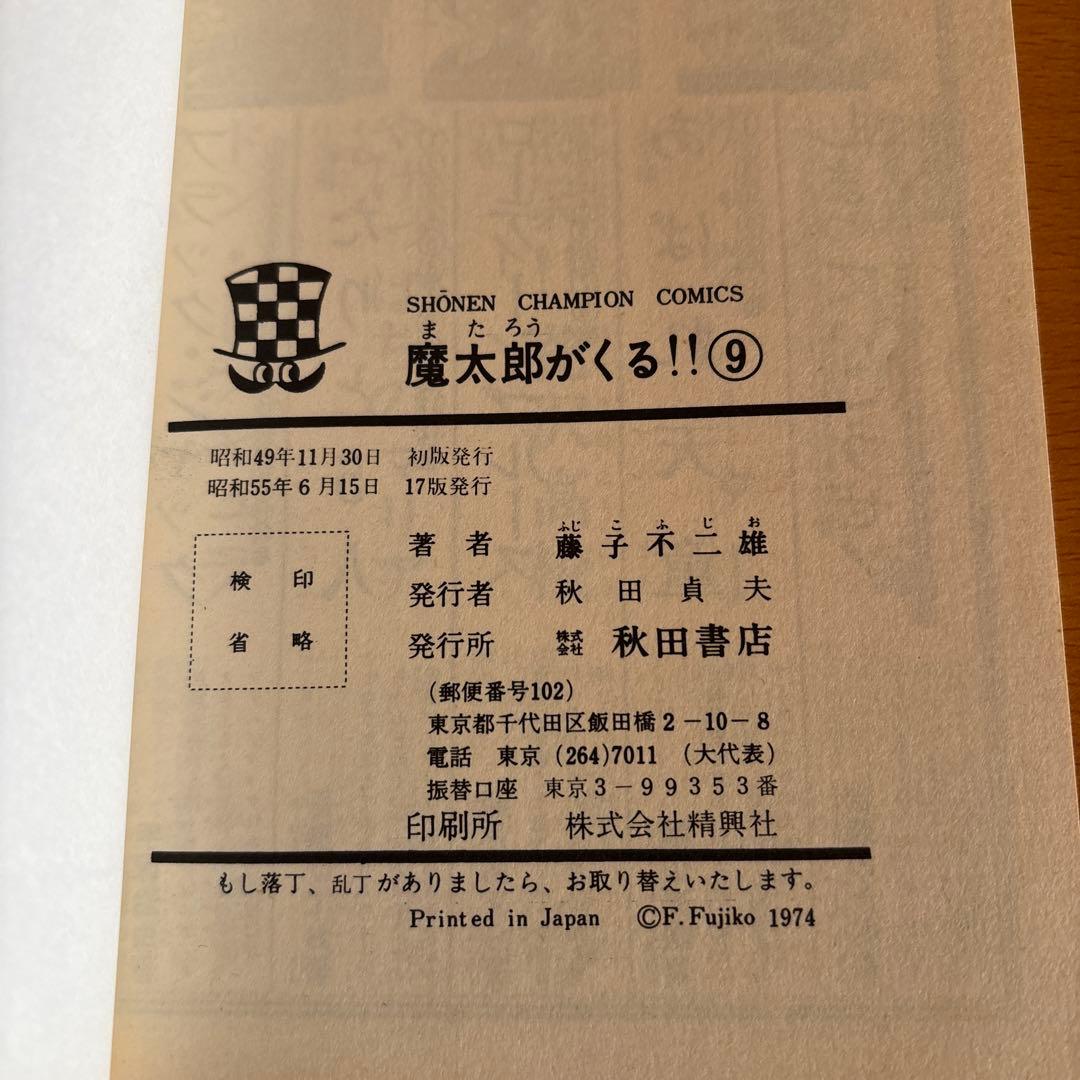 SHŌNEN CHAMPION COMICS
またろう
魔太郎がくる!!⑨
昭和49年11月30日 初版発行
昭和55年6月15日 17版発行
検印
省略
ふじこふじお
著者 藤子不二雄
発行者 秋田貞夫
発行所 株式会社 秋田書店
(郵便番号102)
東京都千代田区飯田橋2-10-8
電話 東京(264)7011 (大代表)
振替口座 東京3-99353番
印刷所 株式会社精興社
もし落丁、乱丁がありましたら、お取り替えいたします。
Printed in Japan ©F.Fujiko 1974